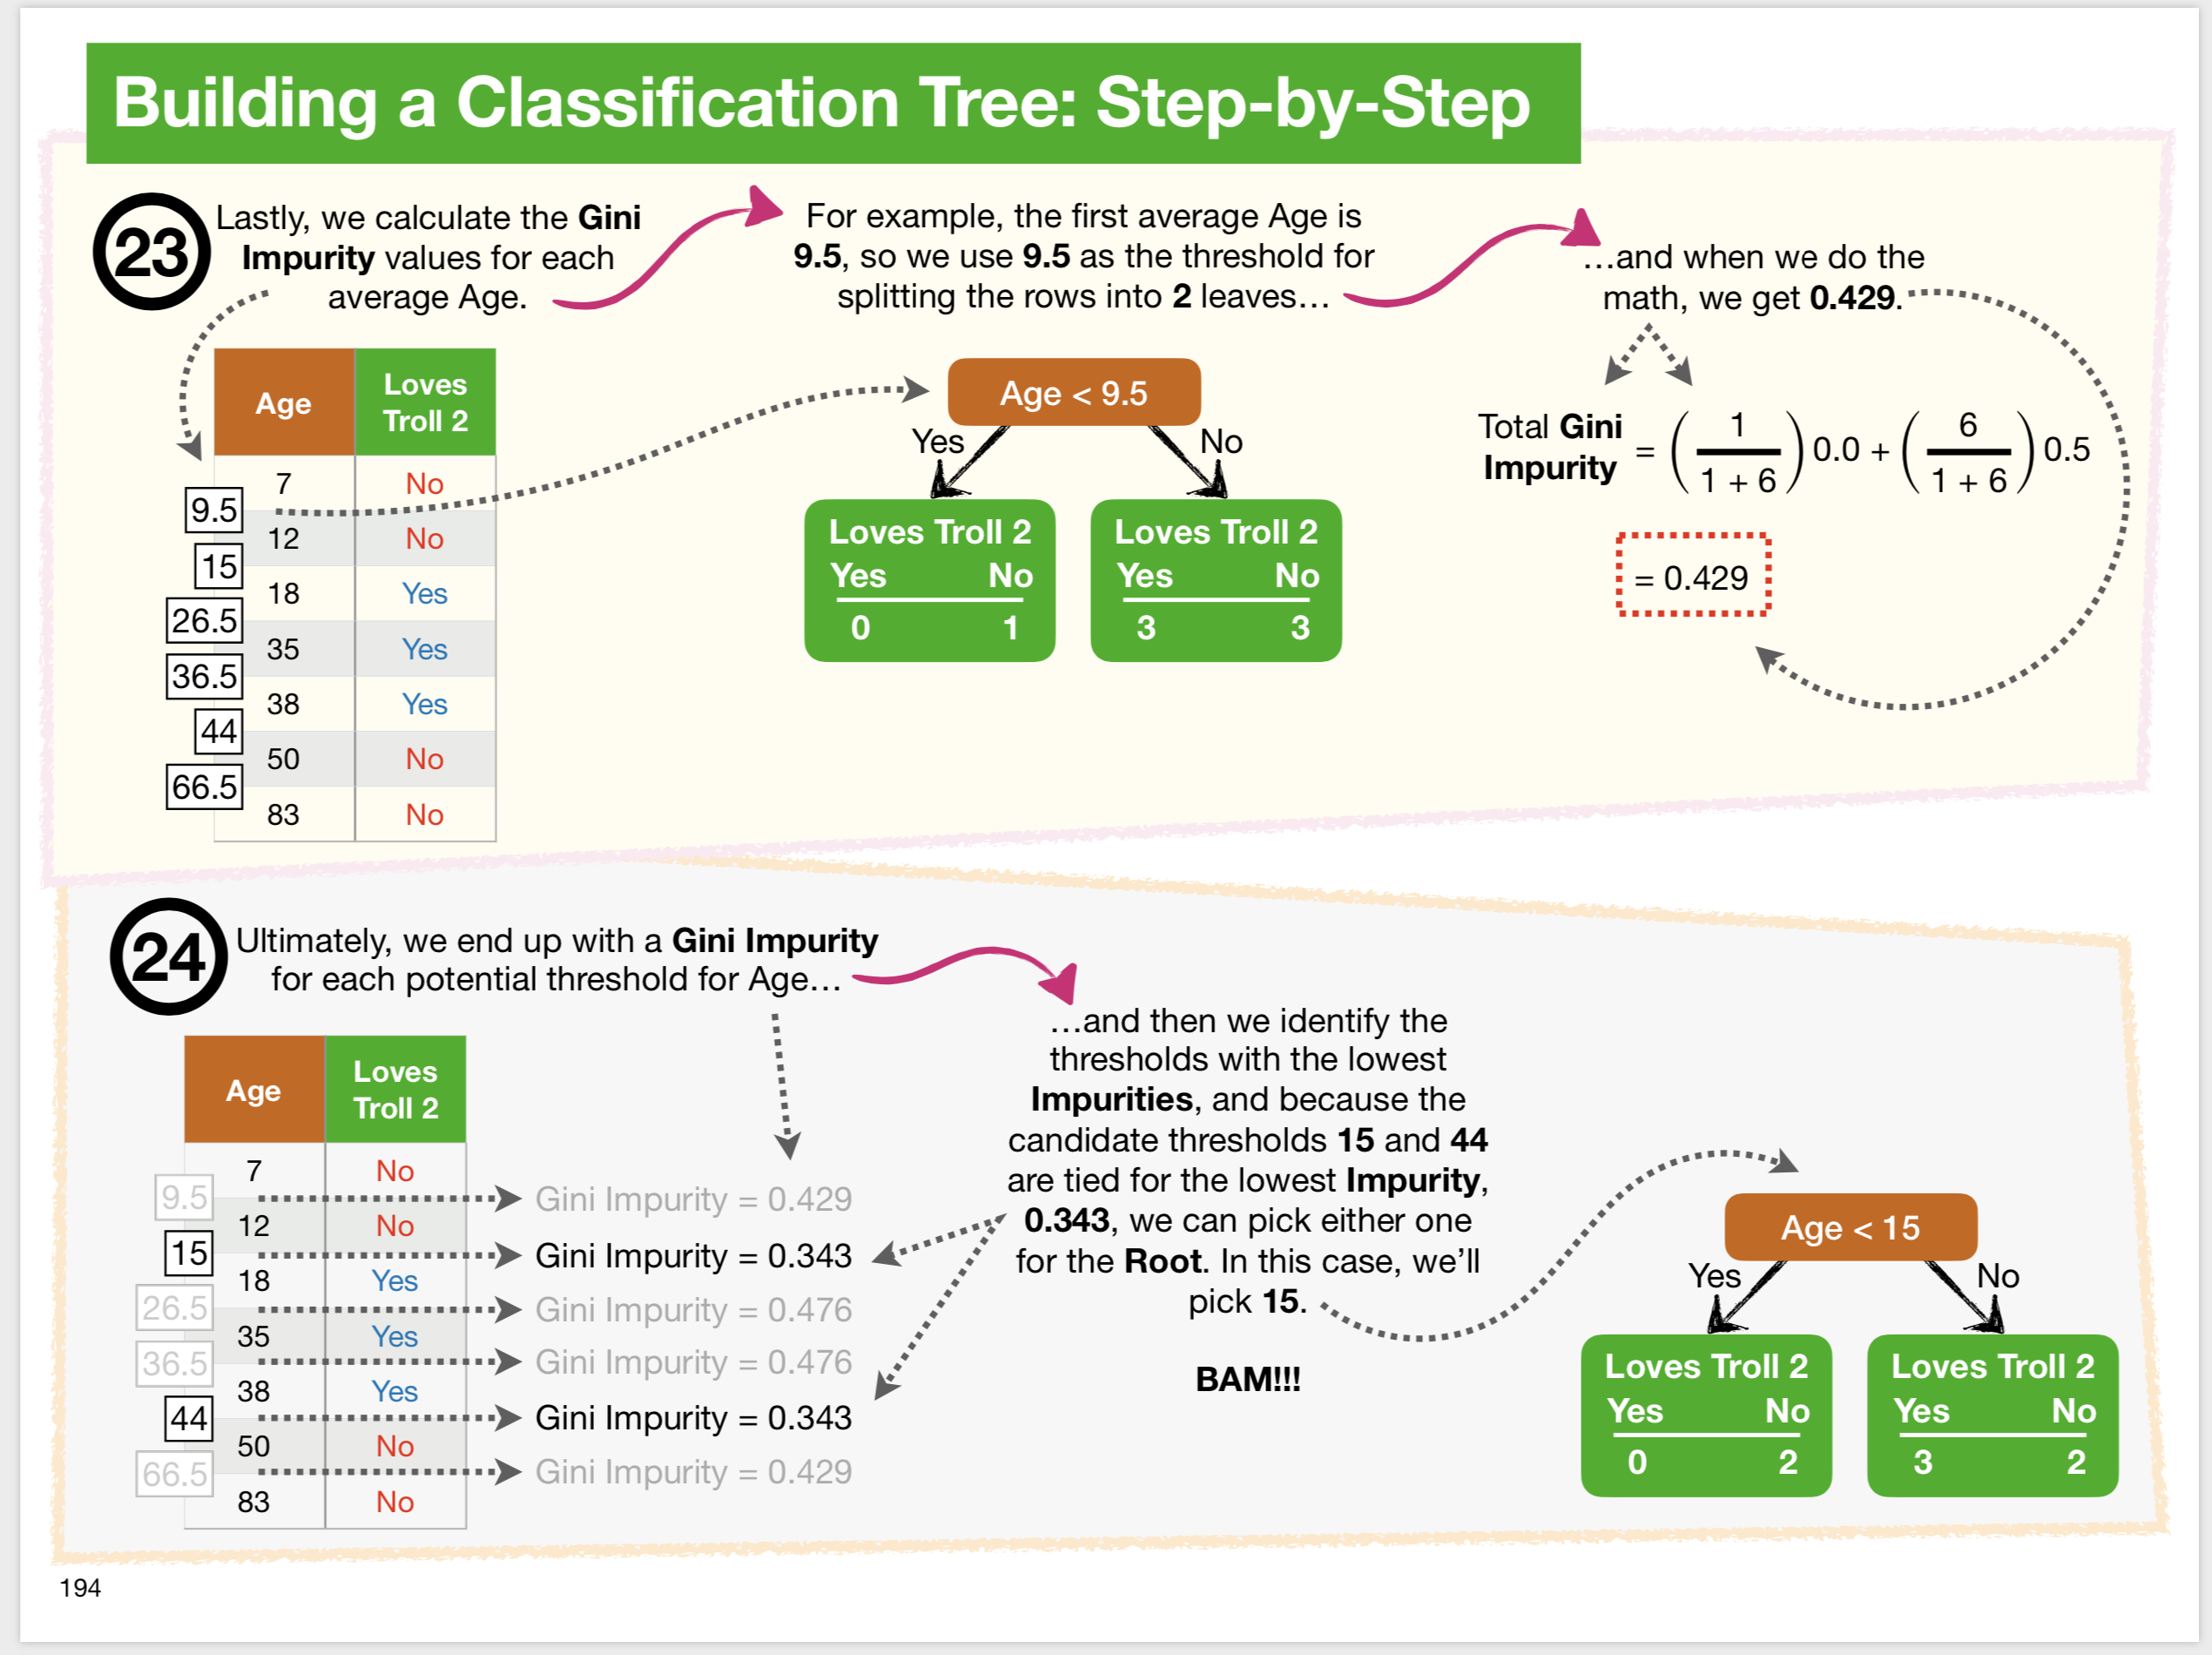 Building a Classification Tree: Step-by-Step
23
Lastly, we calculate the Gini
Impurity values for each
average Age.
For example, the first average Age is
9.5, so we use 9.5 as the threshold for
splitting the rows into 2 leaves…
…and when we do the
math, we get 0.429.
Age
Loves
Troll 2
7 No
9.5
12 No
15
18 Yes
26.5
35 Yes
36.5
38 Yes
44
50 No
66.5
83 No
Age < 9.5
Yes No
Loves Troll 2
Yes No
0 1
Loves Troll 2
Yes No
3 3
Total Gini
Impurity
= ( 1 / 1 + 6 ) 0.0 + ( 6 / 1 + 6 ) 0.5
= 0.429
24
Ultimately, we end up with a Gini Impurity
for each potential threshold for Age…
…and then we identify the
thresholds with the lowest
Impurities, and because the
candidate thresholds 15 and 44
are tied for the lowest Impurity,
0.343, we can pick either one
for the Root. In this case, we’ll
pick 15.
BAM!!!
Age
Loves
Troll 2
7 No
9.5 Gini Impurity = 0.429
12 No
15 Gini Impurity = 0.343
18 Yes
26.5 Gini Impurity = 0.476
35 Yes
36.5 Gini Impurity = 0.476
38 Yes
44 Gini Impurity = 0.343
50 No
66.5 Gini Impurity = 0.429
83 No
Age < 15
Yes No
Loves Troll 2
Yes No
0 2
Loves Troll 2
Yes No
3 2
194